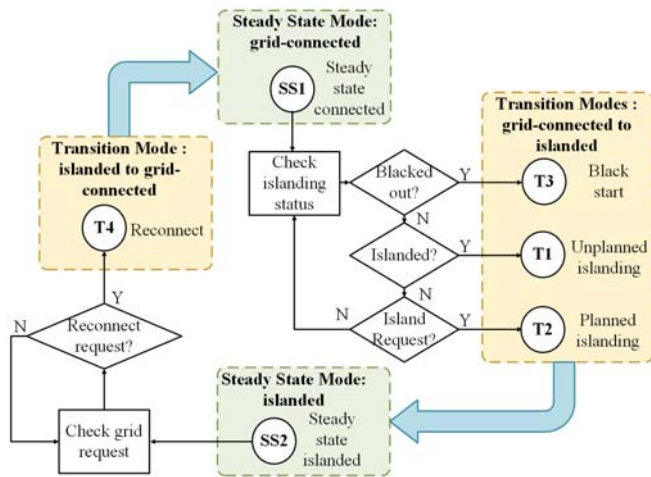 Steady State Mode:
grid-connected
SS1
Steady
state
connected
Transition Modes :
grid-connected to
islanded
Transition Mode :
islanded to grid-
connected
Check
islanding
status
Blacked
out?
Y
T3
Black
start
N
T4
Reconnect
Islanded?
Y
T1
Unplanned
islanding
N
Y
N
Reconnect
request?
N
Island
Request?
Y
T2
Planned
islanding
Steady State Mode:
islanded
Check grid
request
SS2
Steady
state
islanded